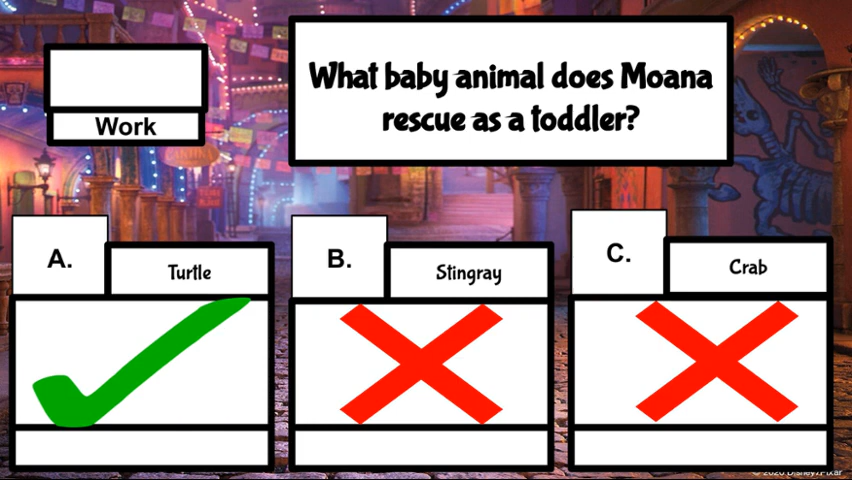 What baby animal does Moana
rescue as a toddler?
Work
A.
Turtle
B.
Stingray
C.
Crab
© 2020 Disney/Pixar